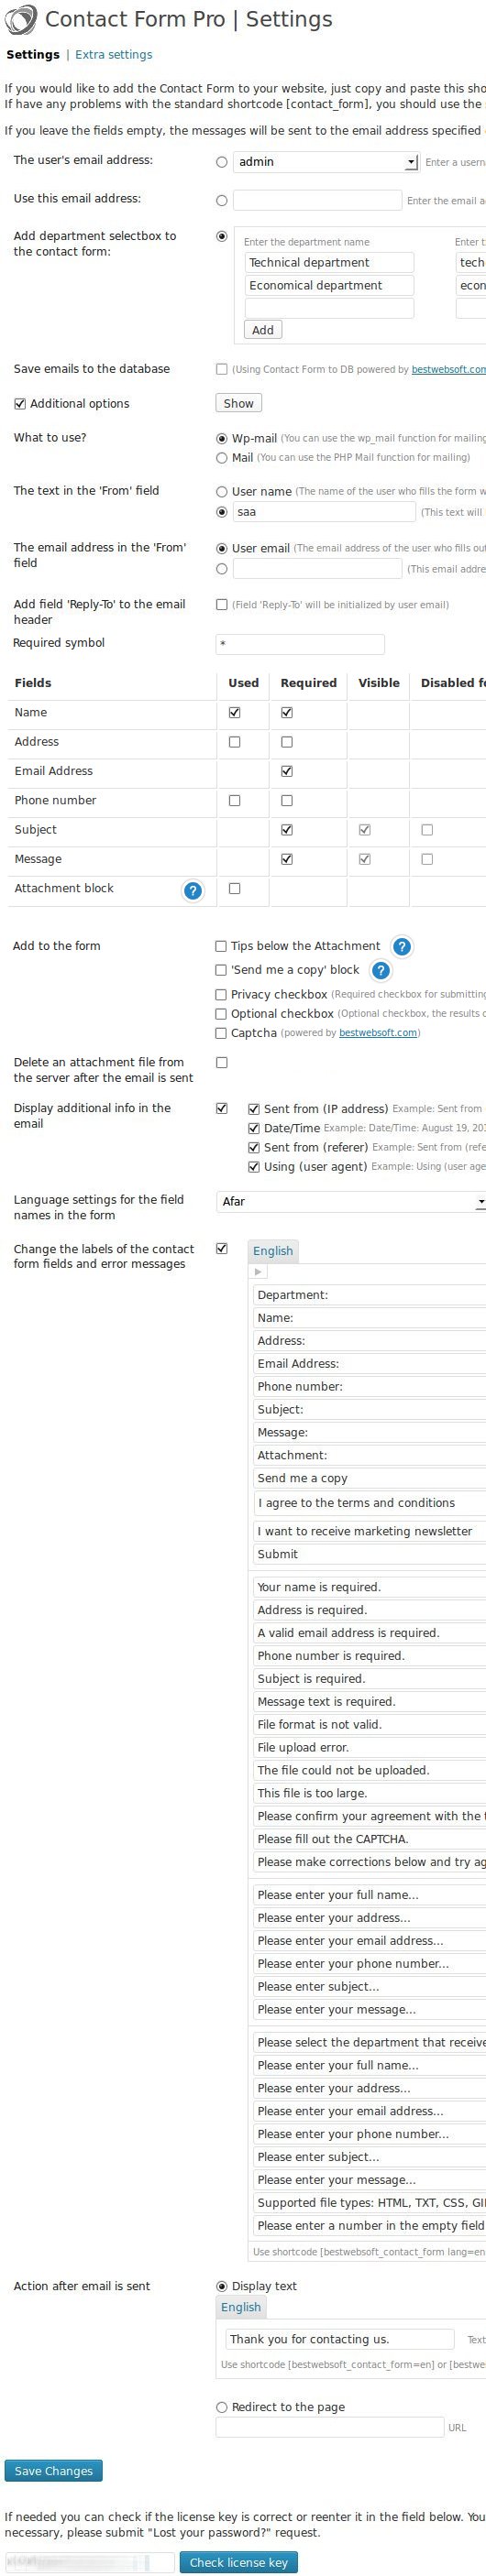 Contact Form Pro | Settings
Settings | Extra settings
If you would like to add the Contact Form to your website, just copy and paste this sho
If have any problems with the standard shortcode [contact_form], you should use the
If you leave the fields empty, the messages will be sent to the email address specified
The user's email address:
admin
Enter a usern
Use this email address:
Enter the email a
Add department selectbox to
the contact form:
Enter the department name
Enter t
Technical department
tech
Economical department
econ
Add
Save emails to the database
(Using Contact Form to DB powered by bestwebsoft.com
Additional options
Show
What to use?
Wp-mail (You can use the wp_mail function for mailing
Mail (You can use the PHP Mail function for mailing)
The text in the 'From' field
User name (The name of the user who fills the form w
saa
(This text will
The email address in the 'From'
field
User email (The email address of the user who fills out
(This email addre
Add field 'Reply-To' to the email
header
(Field 'Reply-To' will be initialized by user email)
Required symbol
*
Fields Used Required Visible Disabled fo
Name
Address
Email Address
Phone number
Subject
Message
Attachment block ?
Add to the form
Tips below the Attachment ?
'Send me a copy' block ?
Privacy checkbox (Required checkbox for submitting
Optional checkbox (Optional checkbox, the results o
Captcha (powered by bestwebsoft.com)
Delete an attachment file from
the server after the email is sent
Display additional info in the
email
Sent from (IP address) Example: Sent from
Date/Time Example: Date/Time: August 19, 201
Sent from (referer) Example: Sent from (refe
Using (user agent) Example: Using (user age
Language settings for the field
names in the form
Afar
Change the labels of the contact
form fields and error messages
English
Department:
Name:
Address:
Email Address:
Phone number:
Subject:
Message:
Attachment:
Send me a copy
I agree to the terms and conditions
I want to receive marketing newsletter
Submit
Your name is required.
Address is required.
A valid email address is required.
Phone number is required.
Subject is required.
Message text is required.
File format is not valid.
File upload error.
The file could not be uploaded.
This file is too large.
Please confirm your agreement with the t
Please fill out the CAPTCHA.
Please make corrections below and try ag
Please enter your full name...
Please enter your address...
Please enter your email address...
Please enter your phone number...
Please enter subject...
Please enter your message...
Please select the department that receive
Please enter your full name...
Please enter your address...
Please enter your email address...
Please enter your phone number...
Please enter subject...
Please enter your message...
Supported file types: HTML, TXT, CSS, GI
Please enter a number in the empty field
Use shortcode [bestwebsoft_contact_form lang=en
Action after email is sent
Display text
English
Thank you for contacting us.
Text
Use shortcode [bestwebsoft_contact_form=en] or [bestwe
Redirect to the page
URL
Save Changes
If needed you can check if the license key is correct or reenter it in the field below. You
necessary, please submit "Lost your password?" request.
Check license key